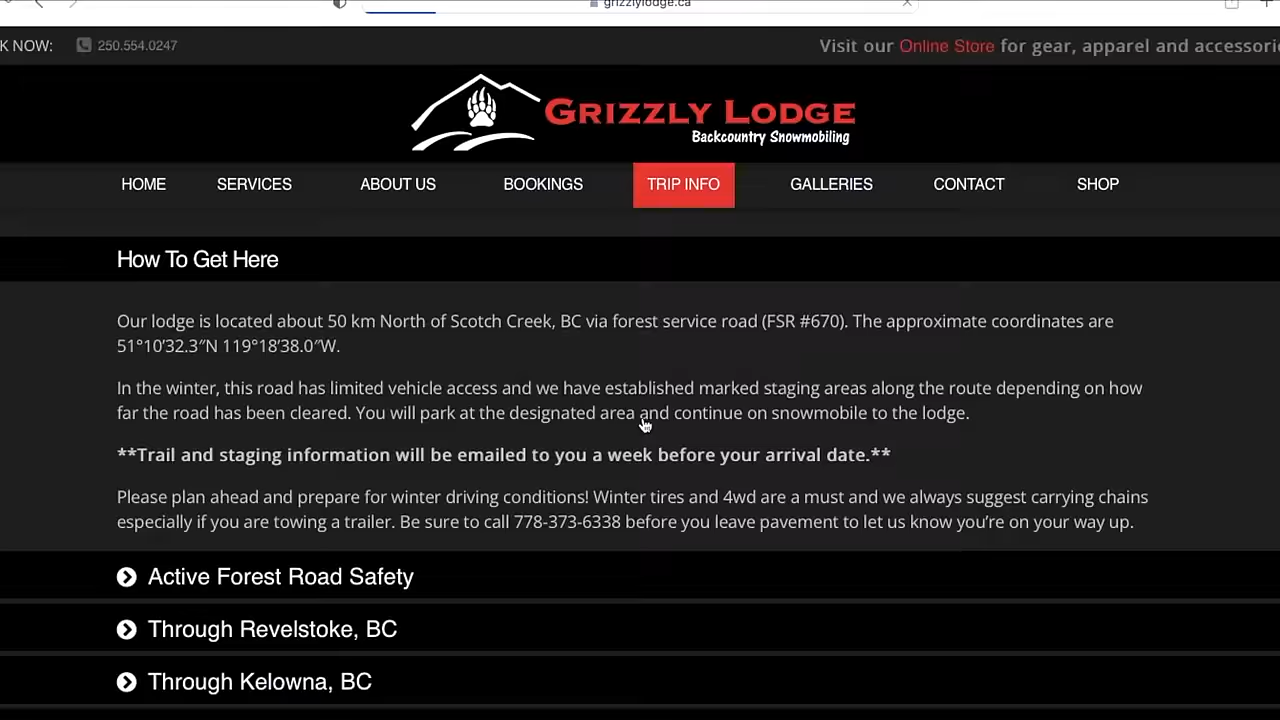 grizzlylodge.ca
K NOW: 250.554.0247 Visit our Online Store for gear, apparel and
GRIZZLY LODGE
Backcountry Snowmobiling
HOME SERVICES ABOUT US BOOKINGS TRIP INFO GALLERIES CONTACT SHOP
How To Get Here
Our lodge is located about 50 km North of Scotch Creek, BC via forest service road (FSR #670). The approximate coordinates are
51°10’32.3″N 119°18’38.0″W.
In the winter, this road has limited vehicle access and we have established marked staging areas along the route depending on how
far the road has been cleared. You will park at the designated area and continue on snowmobile to the lodge.
**Trail and staging information will be emailed to you a week before your arrival date.**
Please plan ahead and prepare for winter driving conditions! Winter tires and 4wd are a must and we always suggest carrying chains
especially if you are towing a trailer. Be sure to call 778-373-6338 before you leave pavement to let us know you’re on your way up.
Active Forest Road Safety
Through Revelstoke, BC
Through Kelowna, BC